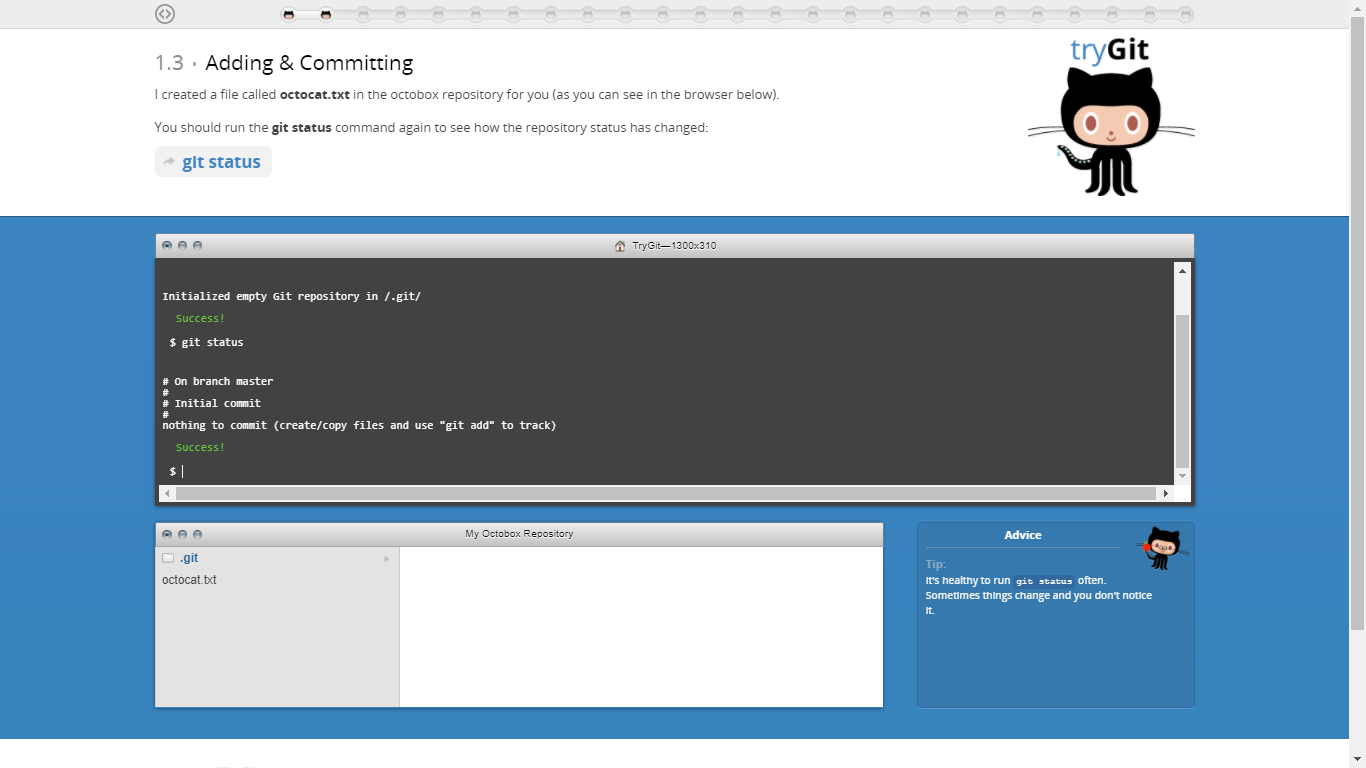 tryGit
1.3 · Adding & Committing
I created a file called octocat.txt in the octobox repository for you (as you can see in the browser below).
You should run the git status command again to see how the repository status has changed:
git status
TryGit—1300x310
Initialized empty Git repository in /.git/
Success!
$ git status
# On branch master
#
# Initial commit
#
nothing to commit (create/copy files and use "git add" to track)
Success!
$
My Octobox Repository
.git
octocat.txt
Advice
Tip:
It's healthy to run git status often.
Sometimes things change and you don't notice
it.